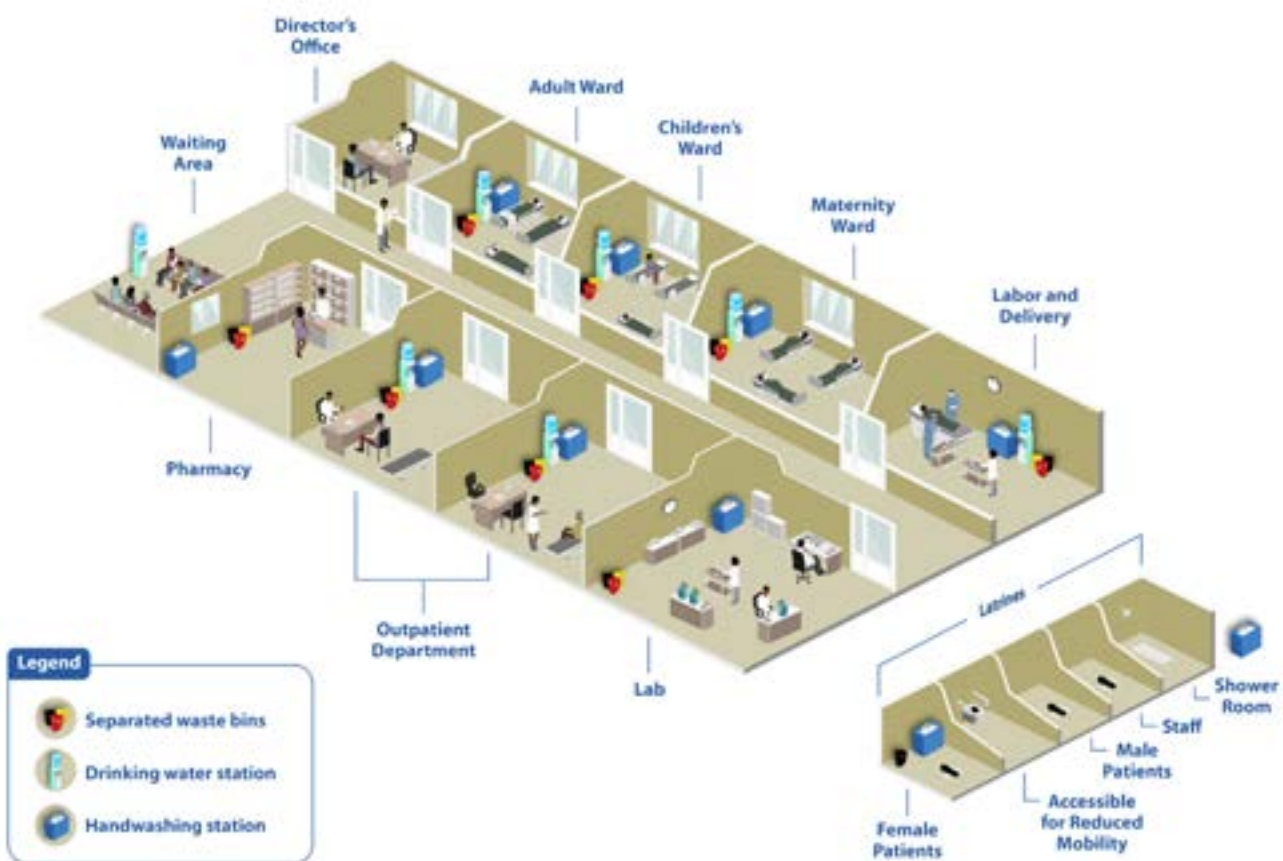 Director's
Office
Adult Ward
Children's
Ward
Waiting
Area
Maternity
Ward
Labor and
Delivery
Pharmacy
Outpatient
Department
Lab
Latrines
Shower
Room
Staff
Male
Patients
Accessible
for Reduced
Mobility
Female
Patients
Legend
Separated waste bins
Drinking water station
Handwashing station